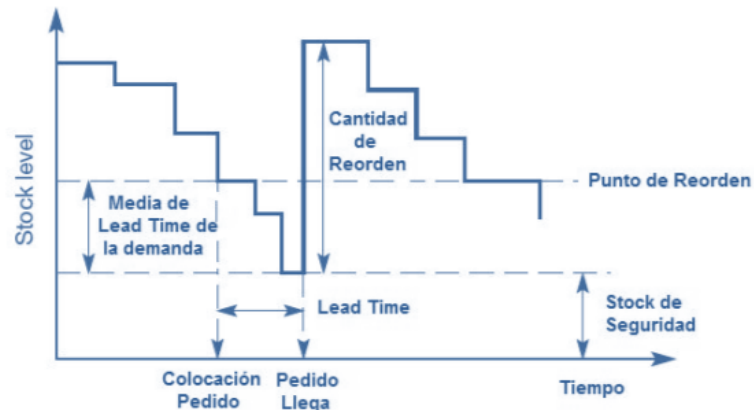 Stock level
Cantidad
de
Reorden
Punto de Reorden
Media de
Lead Time de
la demanda
Lead Time
Stock de
Seguridad
Colocación
Pedido
Pedido
Llega
Tiempo